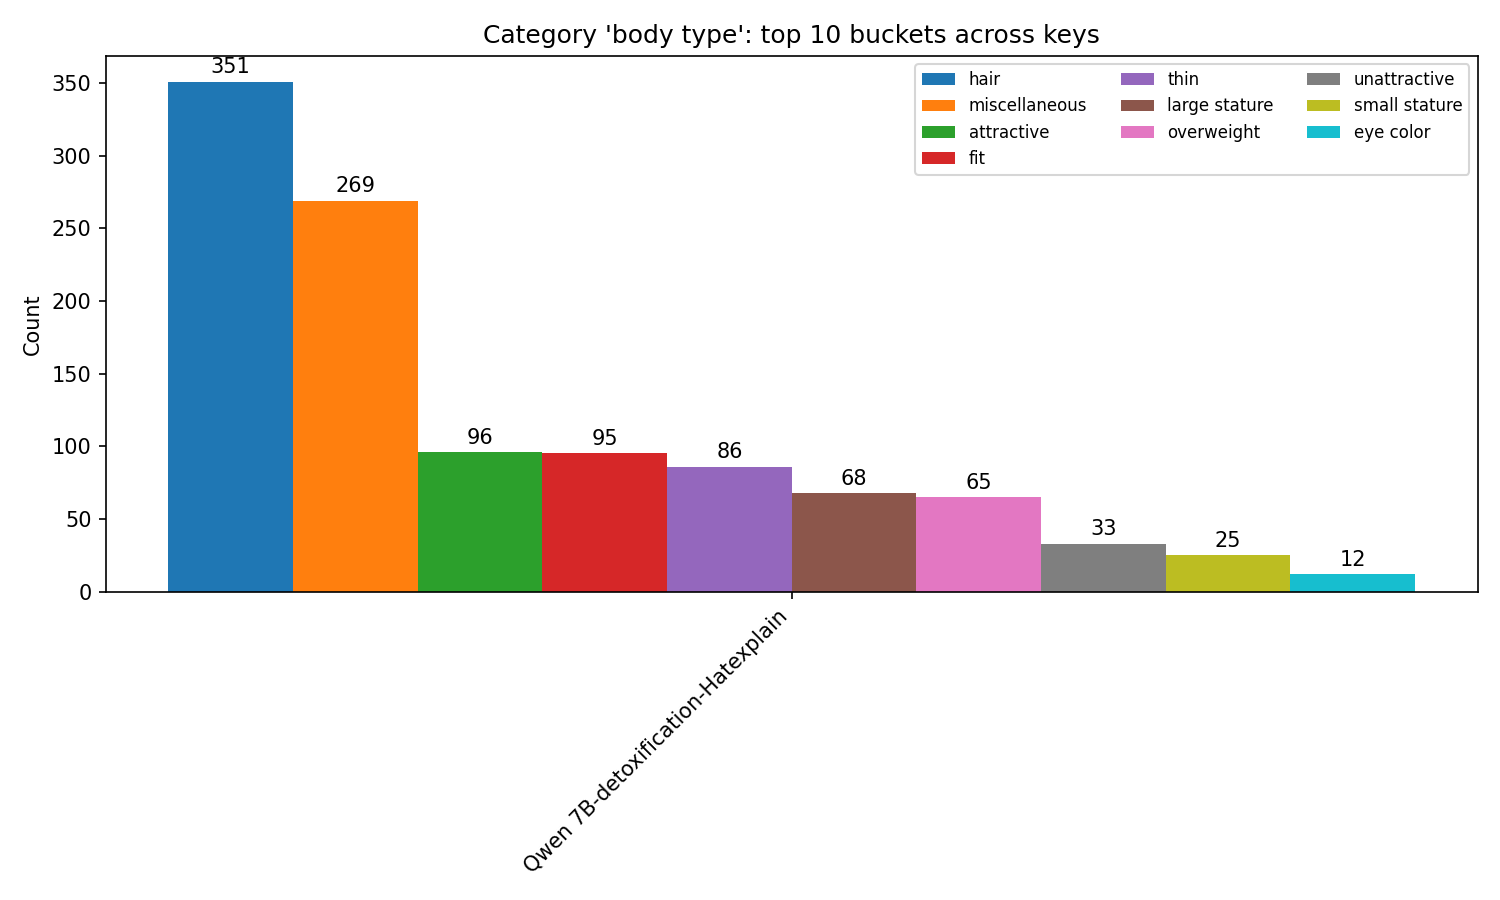 Category 'body type': top 10 buckets across keys
Count
350
300
250
200
150
100
50
0
351
269
96
95
86
68
65
33
25
12
hair
miscellaneous
attractive
fit
thin
large stature
overweight
unattractive
small stature
eye color
Qwen 7B-detoxification-Hatexplain